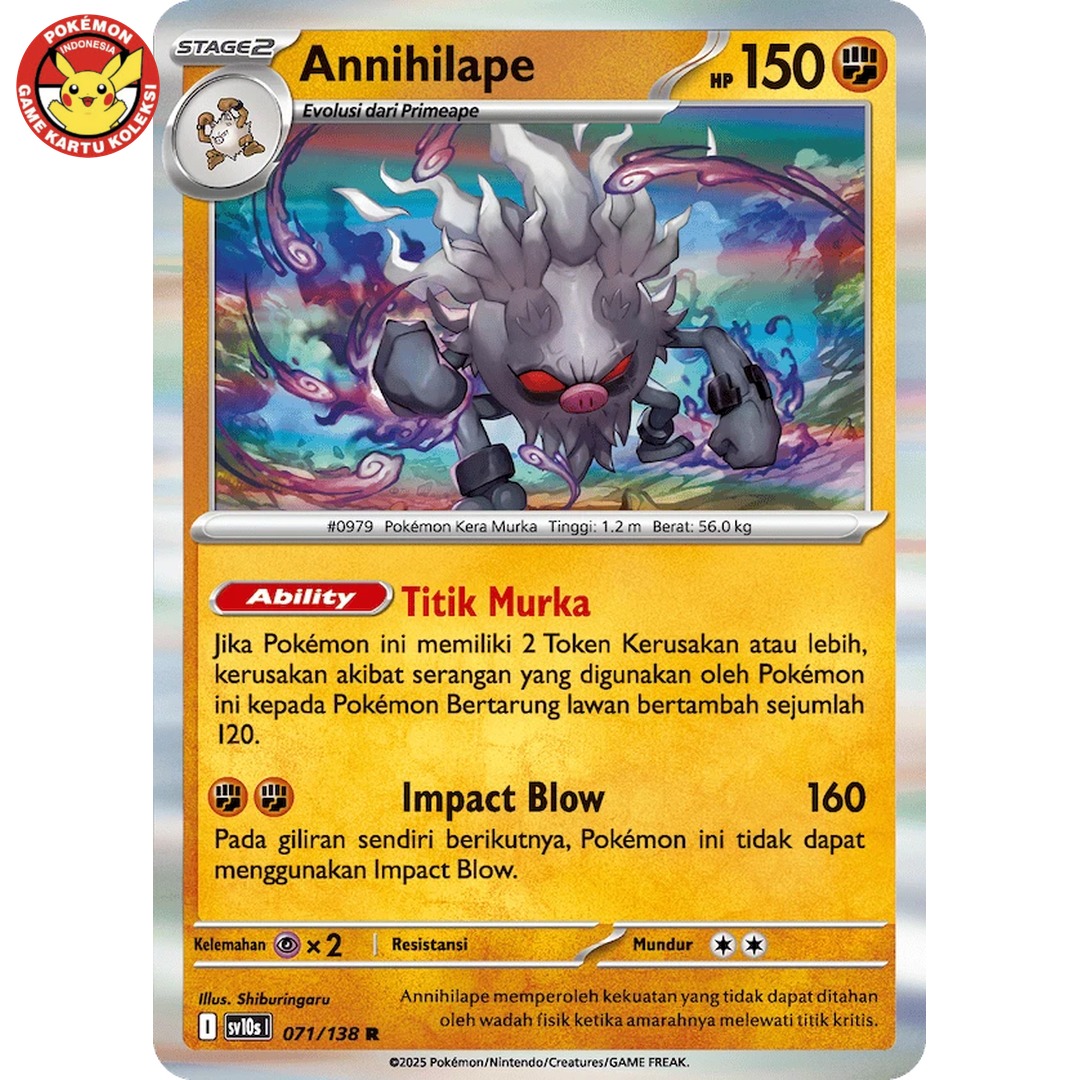 POKÉMON
INDONESIA
GAME KARTU KOLEKSI
STAGE2
Annihilape
HP 150
Evolusi dari Primeape
#0979 Pokémon Kera Murka Tinggi: 1.2 m Berat: 56.0 kg
Ability Titik Murka
Jika Pokémon ini memiliki 2 Token Kerusakan atau lebih,
kerusakan akibat serangan yang digunakan oleh Pokémon
ini kepada Pokémon Bertarung lawan bertambah sejumlah
120.
Impact Blow 160
Pada giliran sendiri berikutnya, Pokémon ini tidak dapat
menggunakan Impact Blow.
Kelemahan ×2 Resistansi Mundur
Illus. Shiburingaru
Annihilape memperoleh kekuatan yang tidak dapat ditahan
oleh wadah fisik ketika amarahnya melewati titik kritis.
I sv10s I 071/138 R
©2025 Pokémon/Nintendo/Creatures/GAME FREAK.